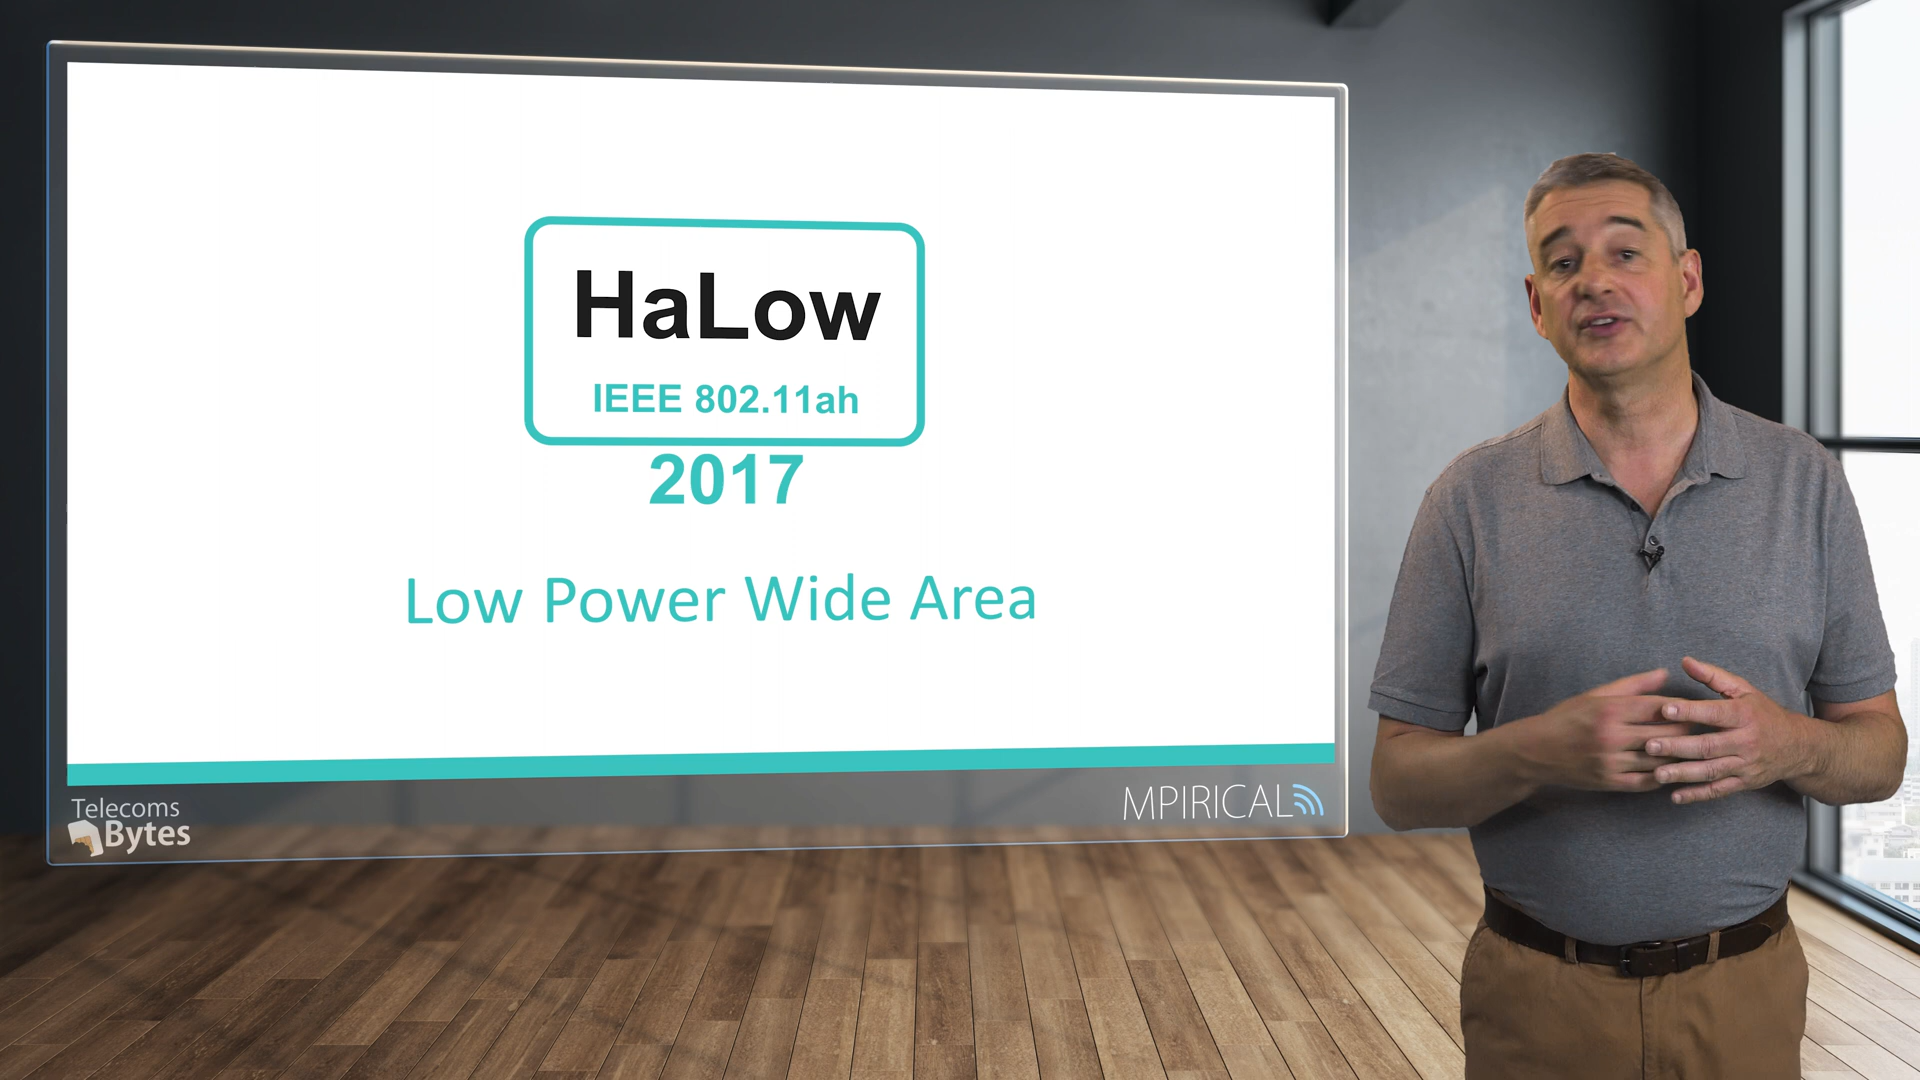 HaLow
IEEE 802.11ah
2017
Low Power Wide Area
Telecoms
Bytes
MPIRICAL